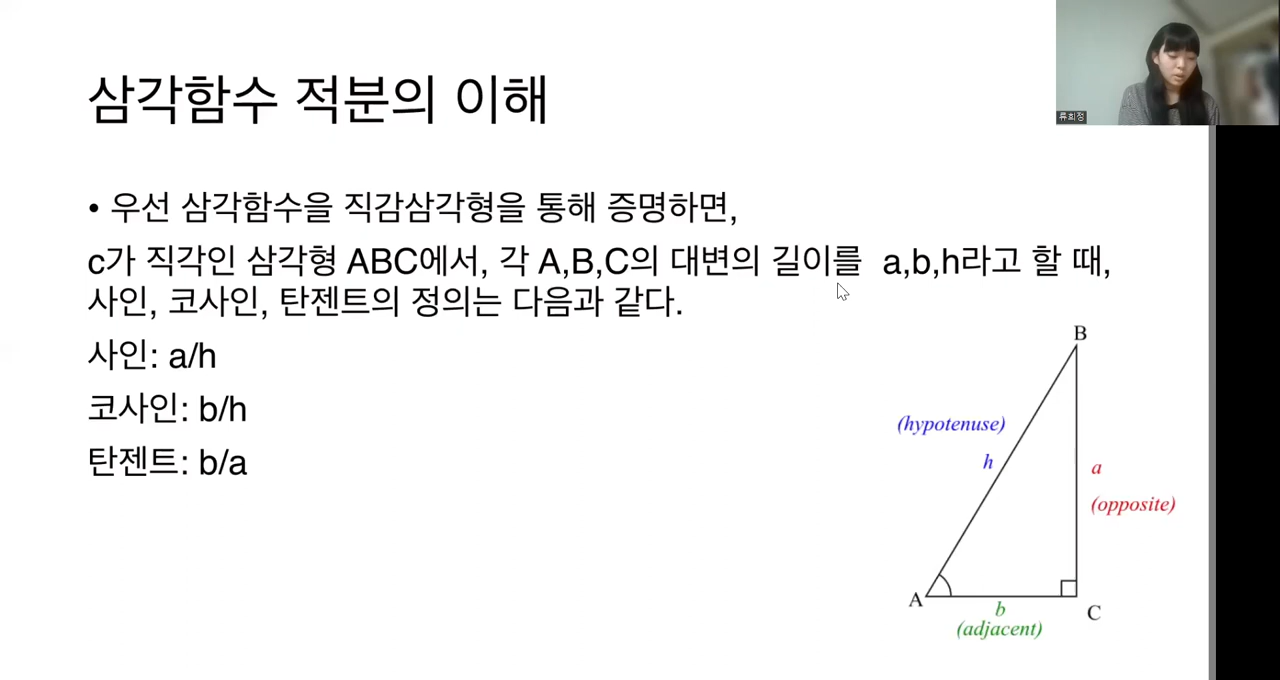 삼각함수 적분의 이해
류희정
• 우선 삼각함수을 직감삼각형을 통해 증명하면,
c가 직각인 삼각형 ABC에서, 각 A,B,C의 대변의 길이를 a,b,h라고 할 때,
사인, 코사인, 탄젠트의 정의는 다음과 같다.
사인: a/h
코사인: b/h
탄젠트: b/a
B
(hypotenuse)
h
a
(opposite)
A
b
C
(adjacent)